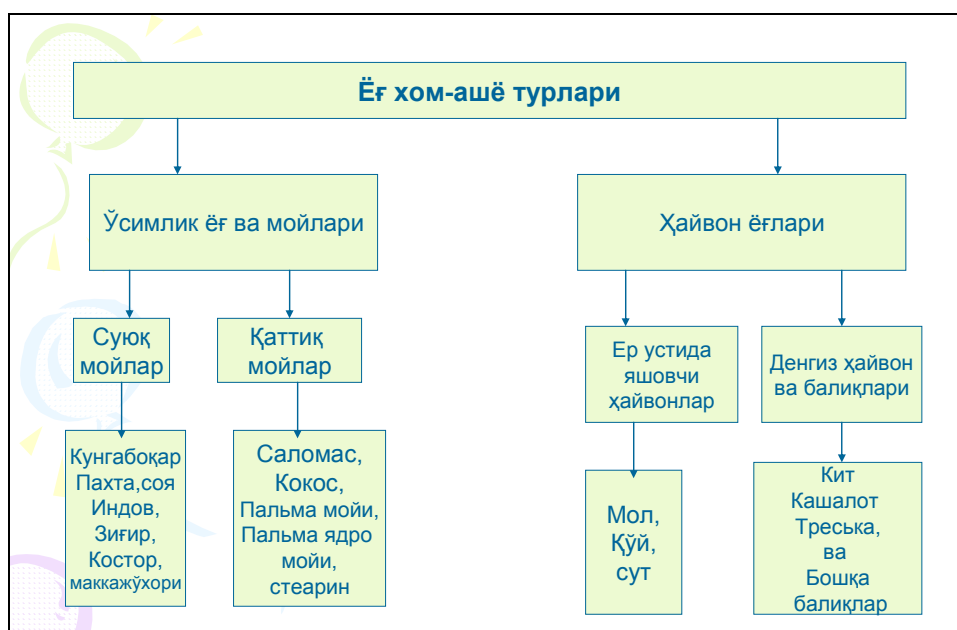 Ёғ хом-ашё турлари
Ўсимлик ёғ ва мойлари
Ҳайвон ёғлари
Суюқ
мойлар
Қаттиқ
мойлар
Ер устида
яшовчи
ҳайвонлар
Денгиз ҳайвон
ва балиқлари
Кунгабоқар
Пахта,соя
Индов,
Зиғир,
Костор,
маккажўхори
Саломас,
Кокос,
Пальма мойи,
Пальма ядро
мойи,
стеарин
Мол,
Қўй,
сут
Кит
Кашалот
Треська,
ва
Бошқа
балиқлар